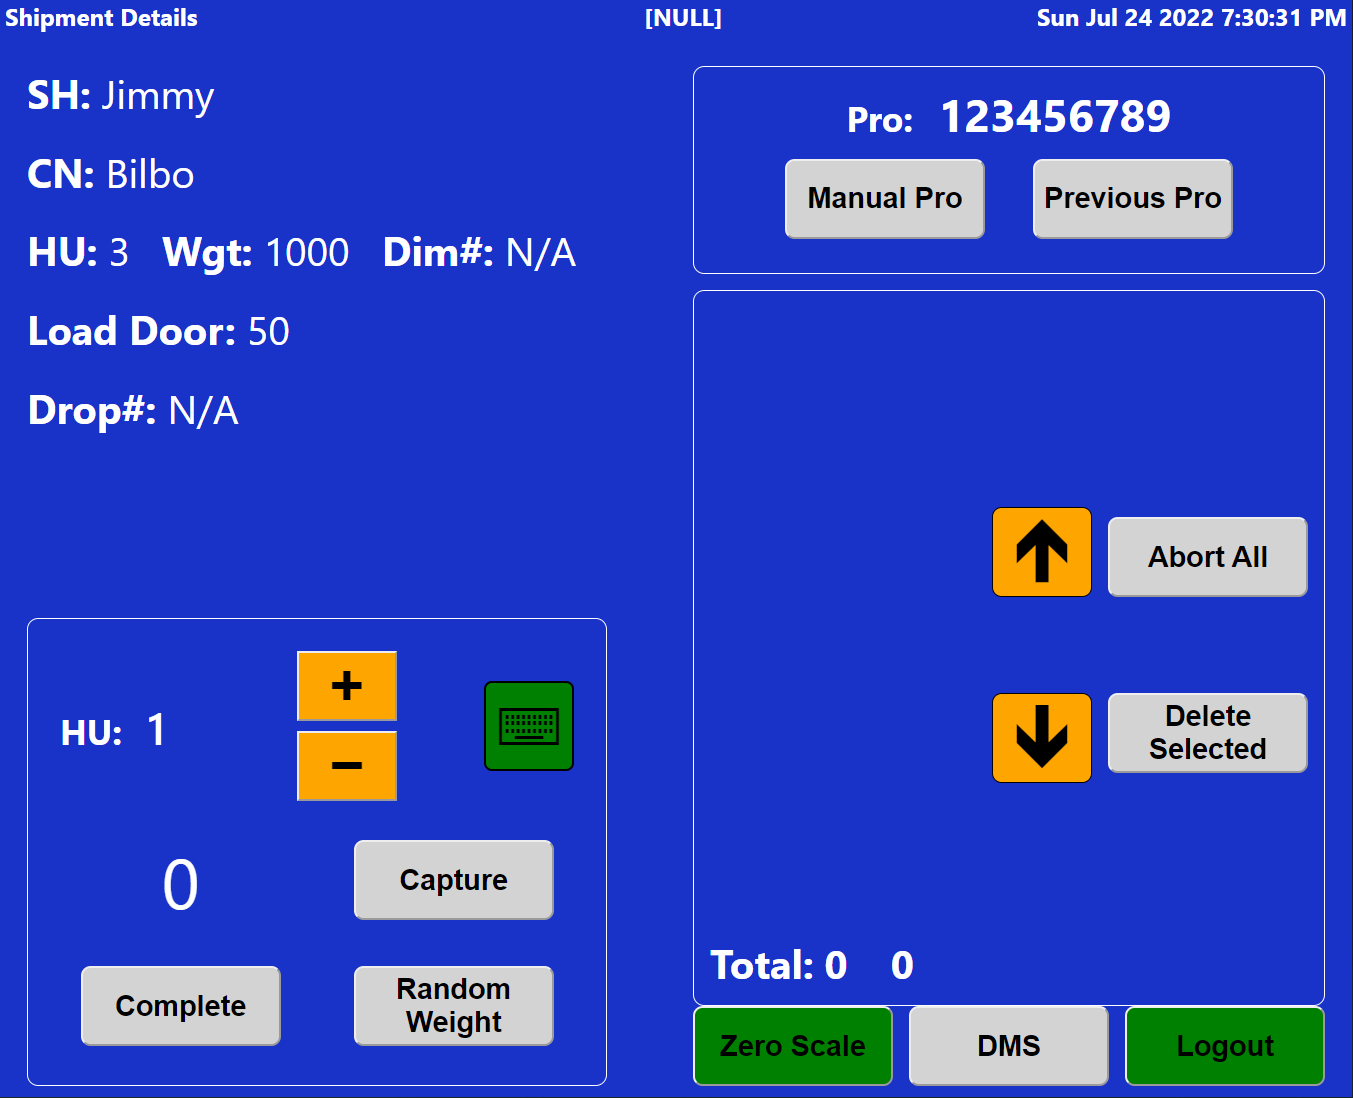 Shipment Details
[NULL]
Sun Jul 24 2022 7:30:31 PM
SH: Jimmy
CN: Bilbo
HU: 3 Wgt: 1000 Dim#: N/A
Load Door: 50
Drop#: N/A
Pro: 123456789
Manual Pro
Previous Pro
Abort All
Delete
Selected
Total: 0 0
HU: 1
+
−
0
Capture
Complete
Random
Weight
Zero Scale
DMS
Logout